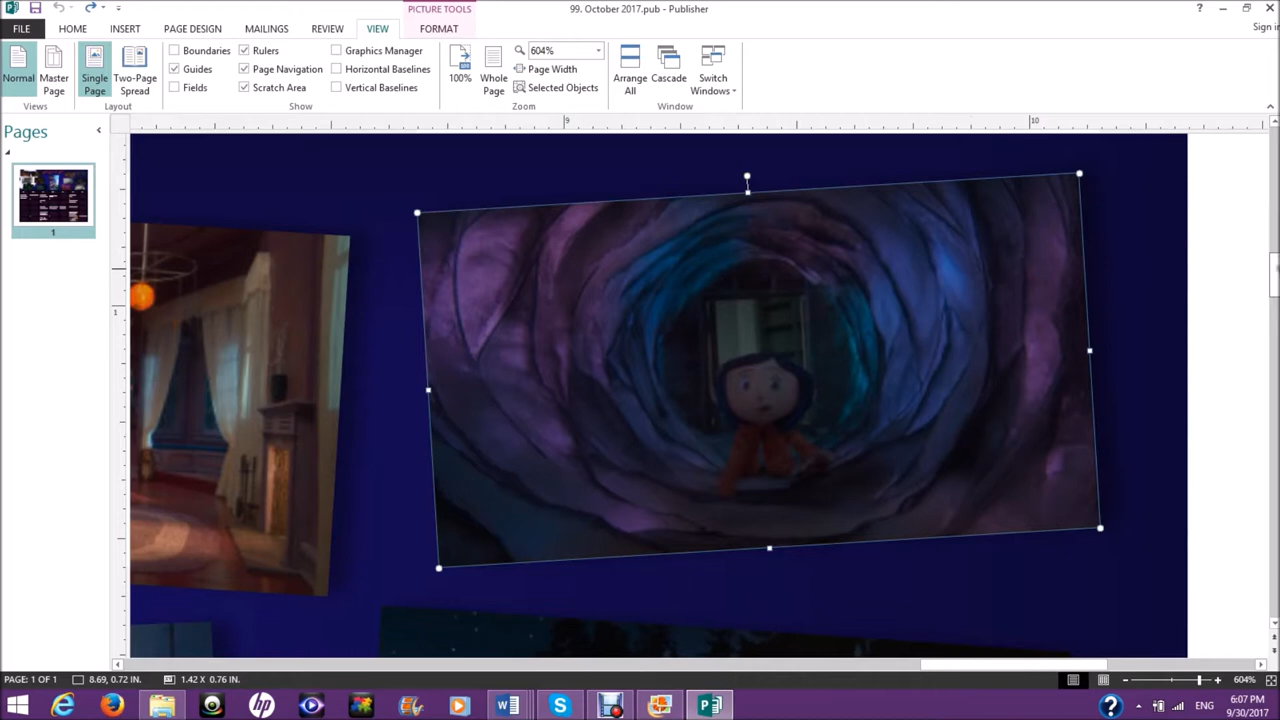 PICTURE TOOLS
99. October 2017.pub - Publisher
FILE HOME INSERT PAGE DESIGN MAILINGS REVIEW VIEW FORMAT Sign in
Normal Master Page
Single Page Two-Page Spread
Boundaries Rulers Graphics Manager
Guides Page Navigation Horizontal Baselines
Fields Scratch Area Vertical Baselines
100% Whole Page
604%
Page Width
Selected Objects
Arrange All Cascade Switch Windows
Views Layout Show Zoom Window
Pages
1
9 10
1
PAGE: 1 OF 1 8.69, 0.72 IN. 1.42 X 0.76 IN. 604%
ENG 6:07 PM
9/30/2017